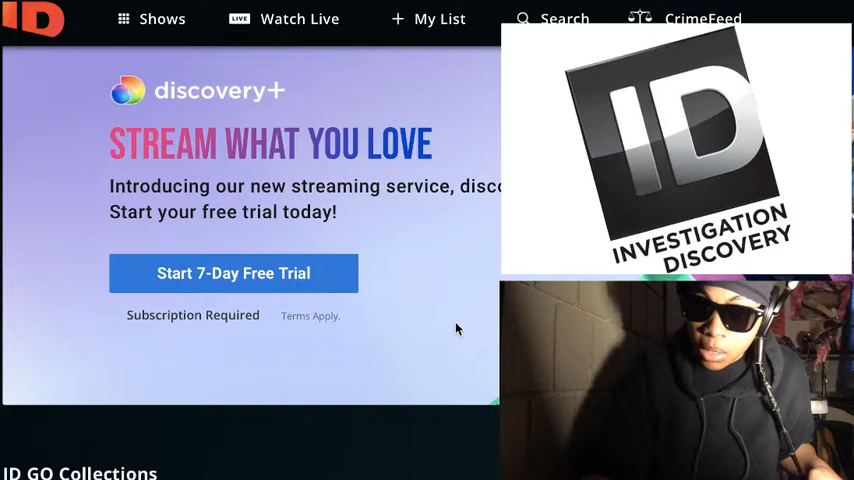 ID
Shows
LIVE
Watch Live
My List
Search
CrimeFeed
discovery+
STREAM WHAT YOU LOVE
Introducing our new streaming service, disco
Start your free trial today!
Start 7-Day Free Trial
Subscription Required
Terms Apply.
ID GO Collections
ID
INVESTIGATION
DISCOVERY